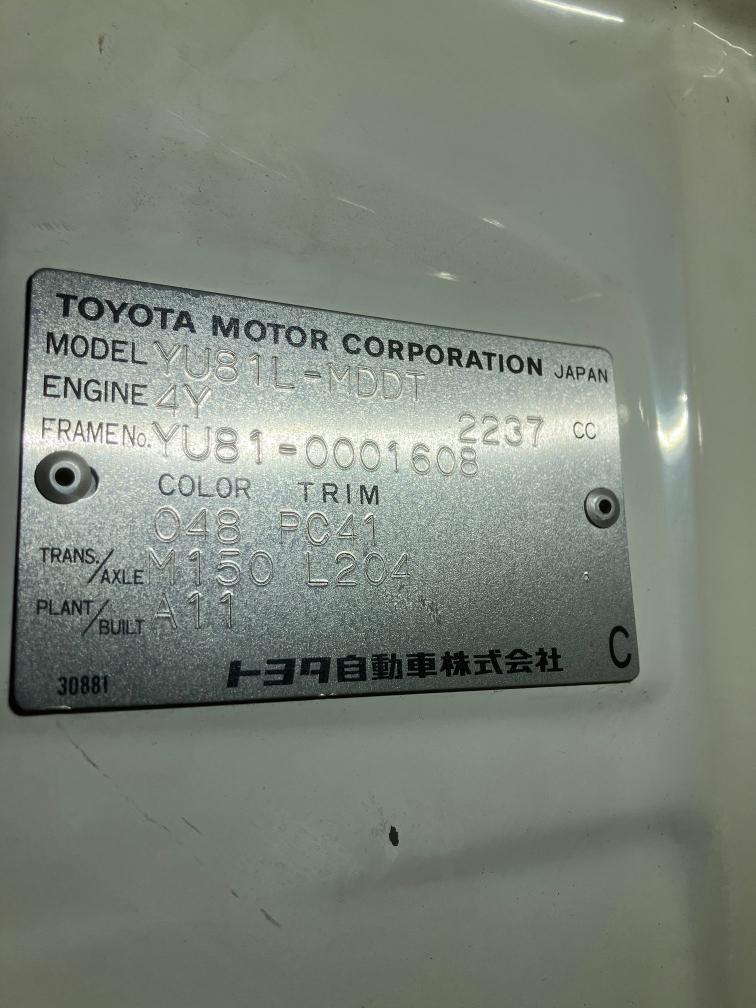 TOYOTA MOTOR CORPORATION JAPAN
MODEL YU81L-MDDT
ENGINE 4Y 2237 CC
FRAME No. YU81-0001608
COLOR TRIM
048 PC41
TRANS./AXLE M150 L204
PLANT/BUILT A11
30881 トヨタ自動車株式会社 C